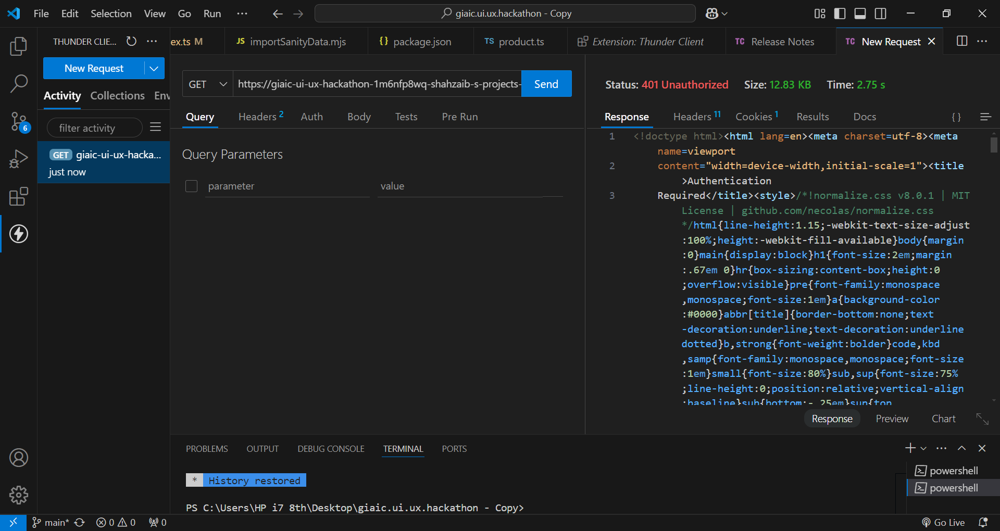 File Edit Selection View Go Run ···
giaic.ui.ux.hackathon - Copy
THUNDER CLIE...
ex.ts M
JS importSanityData.mjs
{} package.json
TS product.ts
Extension: Thunder Client
TC Release Notes
TC New Request
New Request
Activity Collections Env
filter activity
GET giaic-ui-ux-hacka...
just now
GET
https://giaic-ui-ux-hackathon-1m6nfp8wq-shahzaib-s-projects-
Send
Query Headers 2 Auth Body Tests Pre Run
Query Parameters
parameter value
Status: 401 Unauthorized Size: 12.83 KB Time: 2.75 s
Response Headers 11 Cookies 1 Results Docs { }
1 <!doctype html><html lang=en><meta charset=utf-8><meta
name=viewport
2 content="width=device-width,initial-scale=1"><title
>Authentication
3 Required</title><style>/*!normalize.css v8.0.1 | MIT
License | github.com/necolas/normalize.css
*/html{line-height:1.15;-webkit-text-size-adjust
:100%;height:-webkit-fill-available}body{margin
:0}main{display:block}h1{font-size:2em;margin
:.67em 0}hr{box-sizing:content-box;height:0
;overflow:visible}pre{font-family:monospace
,monospace;font-size:1em}a{background-color
:#0000}abbr[title]{border-bottom:none;text
-decoration:underline;text-decoration:underline
dotted}b,strong{font-weight:bolder}code,kbd
,samp{font-family:monospace,monospace;font-size
:1em}small{font-size:80%}sub,sup{font-size:75%
;line-height:0;position:relative;vertical-align
:baseline}sub{bottom:-.25em}sup{top
Response Preview Chart
PROBLEMS OUTPUT DEBUG CONSOLE TERMINAL PORTS
* History restored
PS C:\Users\HP i7 8th\Desktop\giaic.ui.ux.hackathon - Copy>
powershell
powershell
6
main* 0 0 0
Go Live